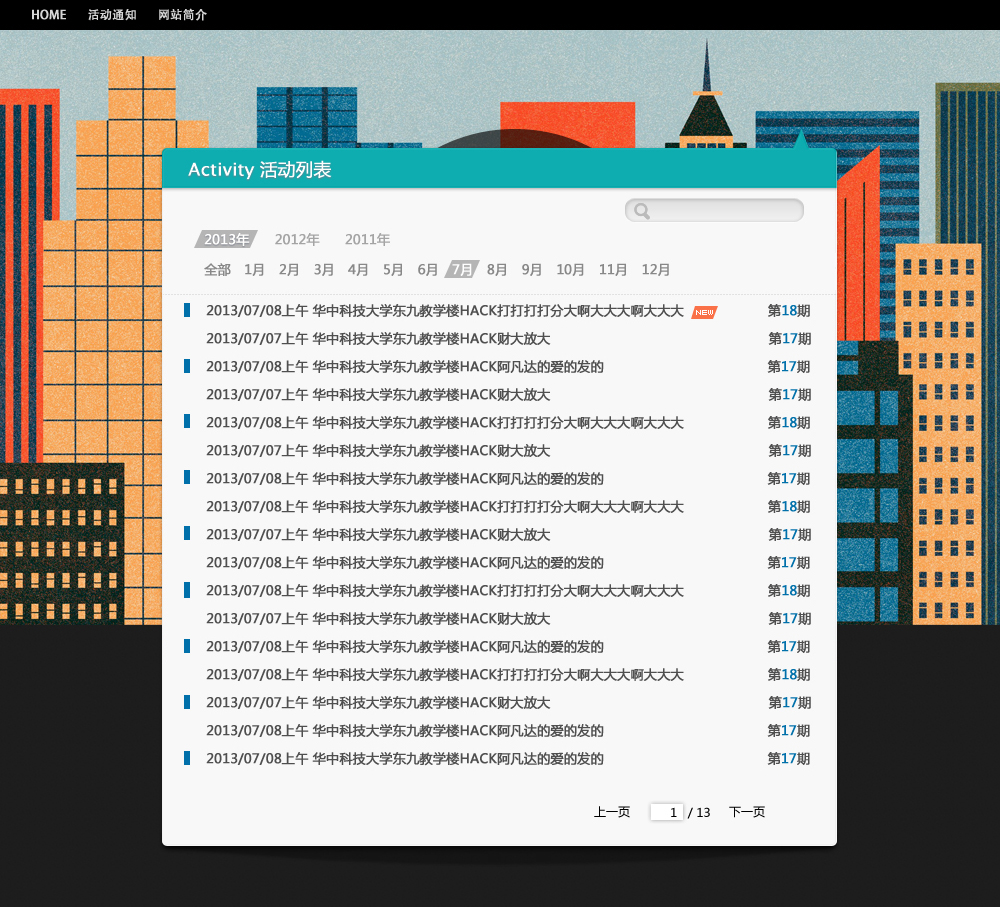 HOME 活动通知 网站简介
Activity 活动列表
2013年 2012年 2011年
全部 1月 2月 3月 4月 5月 6月 7月 8月 9月 10月 11月 12月
2013/07/08上午 华中科技大学东九教学楼HACK打打打打分大啊大大大啊大大大 NEW 第18期
2013/07/07上午 华中科技大学东九教学楼HACK财大放大 第17期
2013/07/08上午 华中科技大学东九教学楼HACK阿凡达的爱的发的 第17期
2013/07/07上午 华中科技大学东九教学楼HACK财大放大 第17期
2013/07/08上午 华中科技大学东九教学楼HACK打打打打分大啊大大大啊大大大 第18期
2013/07/07上午 华中科技大学东九教学楼HACK财大放大 第17期
2013/07/08上午 华中科技大学东九教学楼HACK阿凡达的爱的发的 第17期
2013/07/08上午 华中科技大学东九教学楼HACK打打打打分大啊大大大啊大大大 第18期
2013/07/07上午 华中科技大学东九教学楼HACK财大放大 第17期
2013/07/08上午 华中科技大学东九教学楼HACK阿凡达的爱的发的 第17期
2013/07/08上午 华中科技大学东九教学楼HACK打打打打分大啊大大大啊大大大 第18期
2013/07/07上午 华中科技大学东九教学楼HACK财大放大 第17期
2013/07/08上午 华中科技大学东九教学楼HACK阿凡达的爱的发的 第17期
2013/07/08上午 华中科技大学东九教学楼HACK打打打打分大啊大大大啊大大大 第18期
2013/07/07上午 华中科技大学东九教学楼HACK财大放大 第17期
2013/07/08上午 华中科技大学东九教学楼HACK阿凡达的爱的发的 第17期
2013/07/08上午 华中科技大学东九教学楼HACK阿凡达的爱的发的 第17期
上一页 1 / 13 下一页